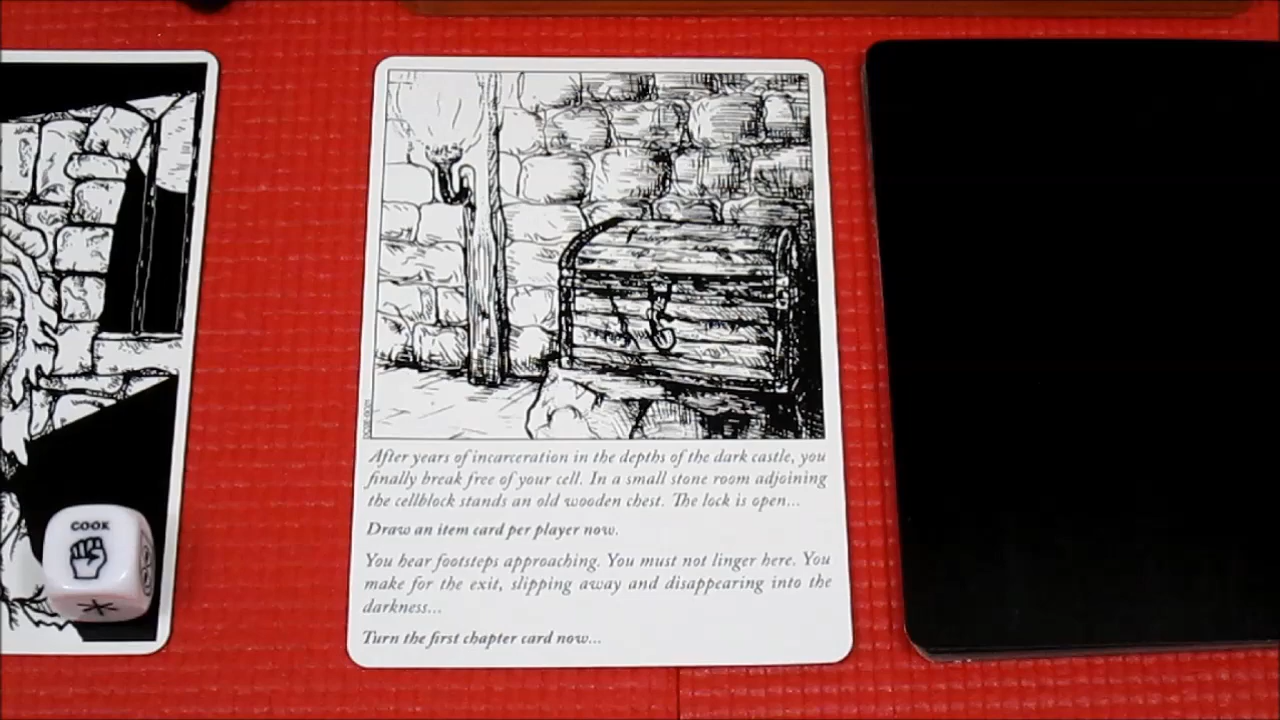 COOK
After years of incarceration in the depths of the dark castle, you
finally break free of your cell. In a small stone room adjoining
the cellblock stands an old wooden chest. The lock is open...
Draw an item card per player now.
You hear footsteps approaching. You must not linger here. You
make for the exit, slipping away and disappearing into the
darkness...
Turn the first chapter card now...